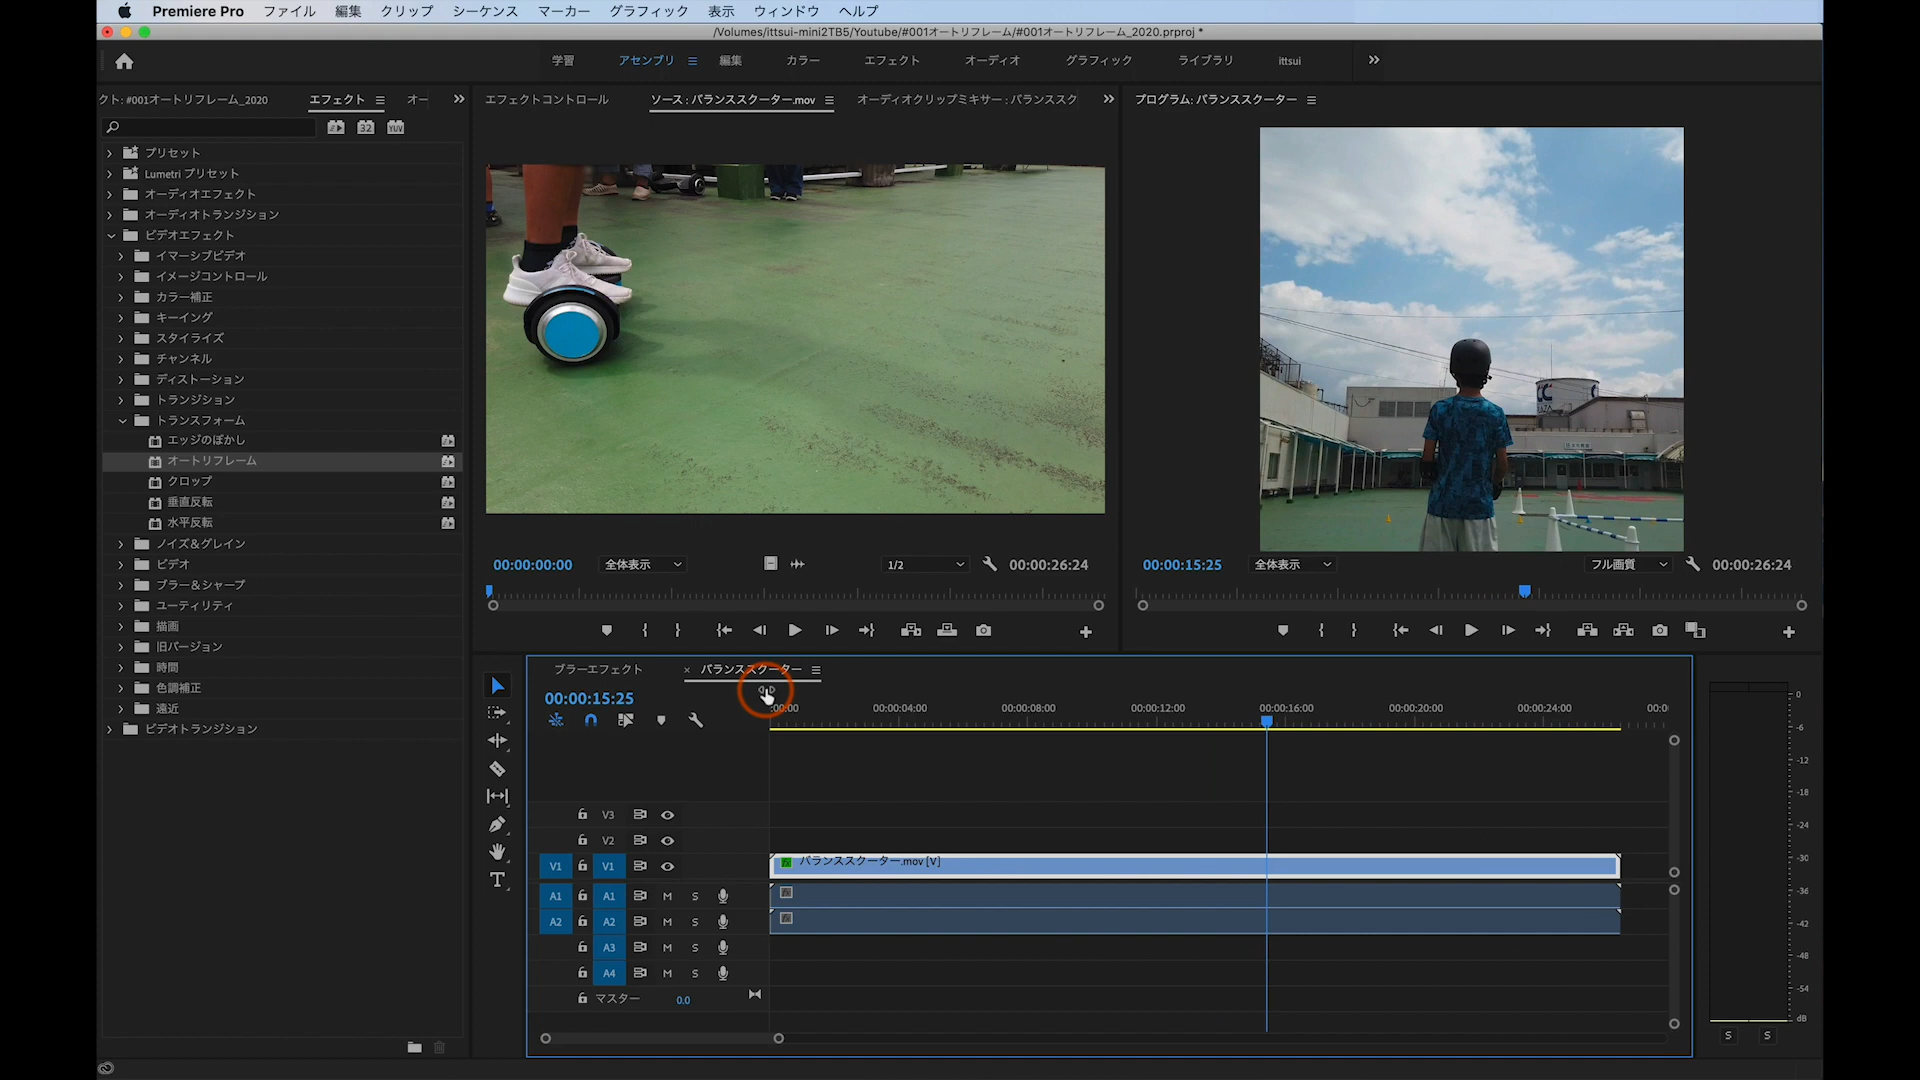 Premiere Pro ファイル 編集 クリップ シーケンス マーカー グラフィック 表示 ウィンドウ ヘルプ
/Volumes/ittsui-mini2TB5/Youtube/#001オートリフレーム/#001オートリフレーム_2020.prproj *
学習 アセンブリ 編集 カラー エフェクト オーディオ グラフィック ライブラリ ittsui
クト: #001オートリフレーム_2020 エフェクト オー
エフェクトコントロール ソース : バランススクーター.mov オーディオクリップミキサー : バランススク
プログラム: バランススクーター
32 YUV
プリセット
Lumetri プリセット
オーディオエフェクト
オーディオトランジション
ビデオエフェクト
イマーシブビデオ
イメージコントロール
カラー補正
キーイング
スタイライズ
チャンネル
ディストーション
トランジション
トランスフォーム
エッジのぼかし
オートリフレーム
クロップ
垂直反転
水平反転
ノイズ&グレイン
ビデオ
ブラー&シャープ
ユーティリティ
描画
旧バージョン
時間
色調補正
遠近
ビデオトランジション
00:00:00:00 全体表示 1/2 00:00:26:24
00:00:15:25 全体表示 フル画質 00:00:26:24
ブラーエフェクト × バランススクーター
00:00:15:25
:00:00 00:00:04:00 00:00:08:00 00:00:12:00 00:00:16:00 00:00:20:00 00:00:24:00 00:0
V3
V2
V1 V1 バランススクーター.mov [V]
A1 A1 M S
A2 A2 M S
A3 M S
A4 M S
マスター 0.0
0
-6
-12
-18
-24
-30
-36
-42
-48
-54
dB
S S